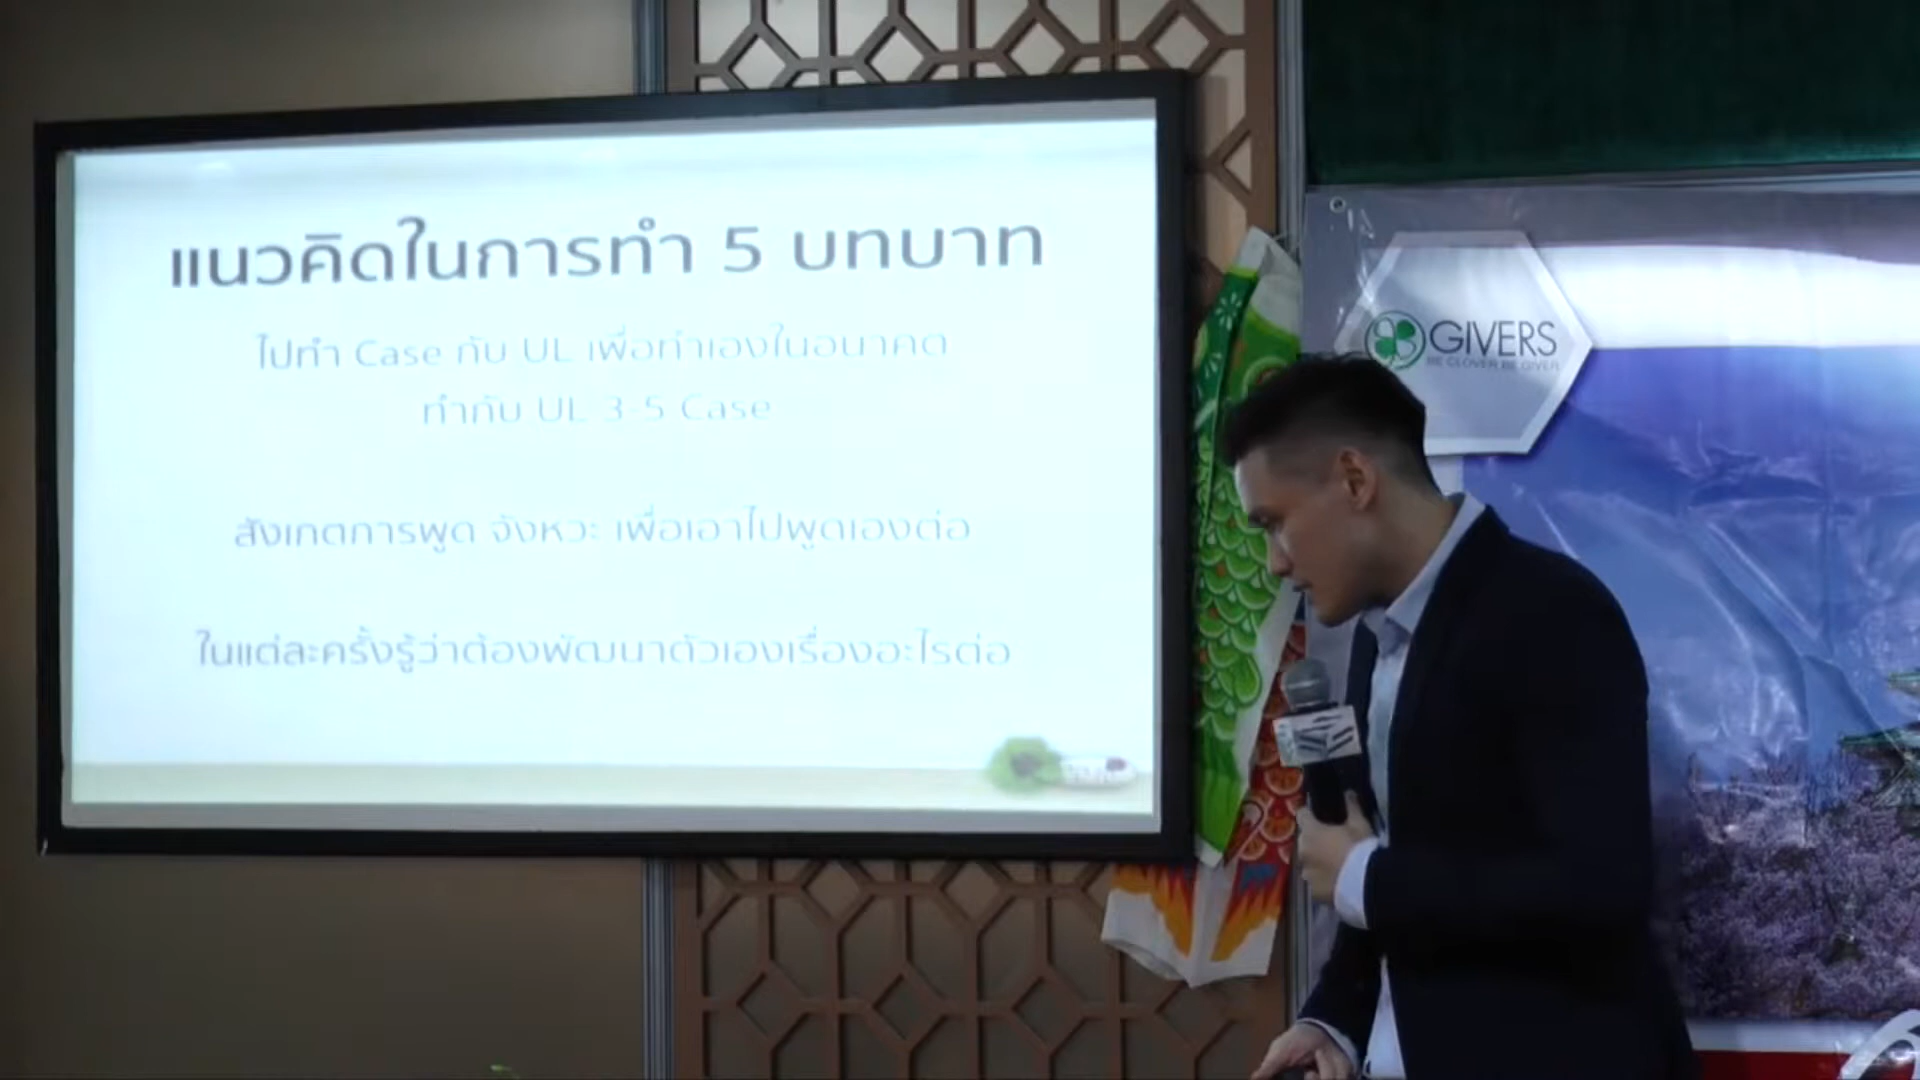 แนวคิดในการทำ 5 บทบาท
ไปทำ Case กับ UL เพื่อทำเองในอนาคต
ทำกับ UL 3-5 Case
สังเกตการพูด จังหวะ เพื่อเอาไปพูดเองต่อ
ในแต่ละครั้งรู้ว่าต้องพัฒนาตัวเองเรื่องอะไรต่อ
GIVERS
BE CLOVER BE GIVER